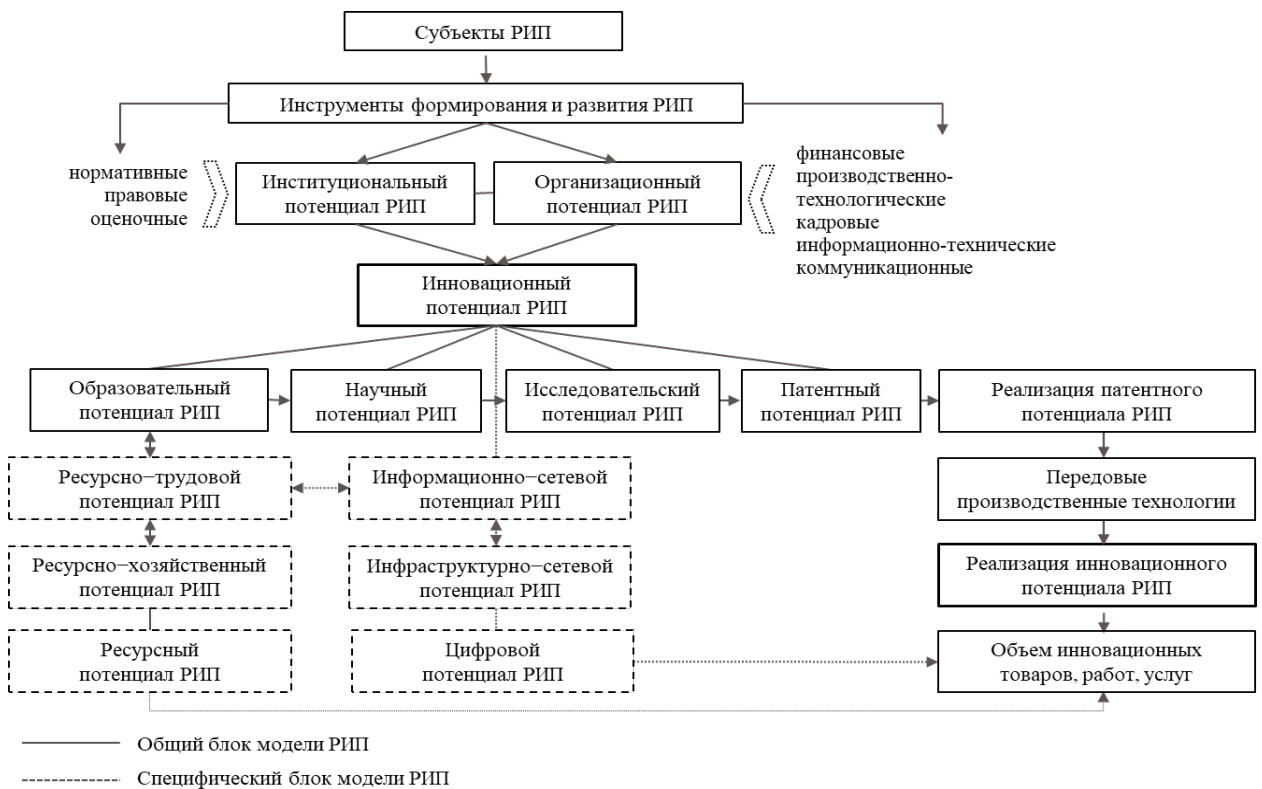 Субъекты РИП
Инструменты формирования и развития РИП
нормативные
правовые
оценочные
Институциональный
потенциал РИП
Организационный
потенциал РИП
финансовые
производственно-
технологические
кадровые
информационно-технические
коммуникационные
Инновационный
потенциал РИП
Образовательный
потенциал РИП
Научный
потенциал РИП
Исследовательский
потенциал РИП
Патентный
потенциал РИП
Реализация патентного
потенциала РИП
Ресурсно–трудовой
потенциал РИП
Информационно–сетевой
потенциал РИП
Передовые
производственные технологии
Ресурсно–хозяйственный
потенциал РИП
Инфраструктурно–сетевой
потенциал РИП
Реализация инновационного
потенциала РИП
Ресурсный
потенциал РИП
Цифровой
потенциал РИП
Объем инновационных
товаров, работ, услуг
Общий блок модели РИП
Специфический блок модели РИП